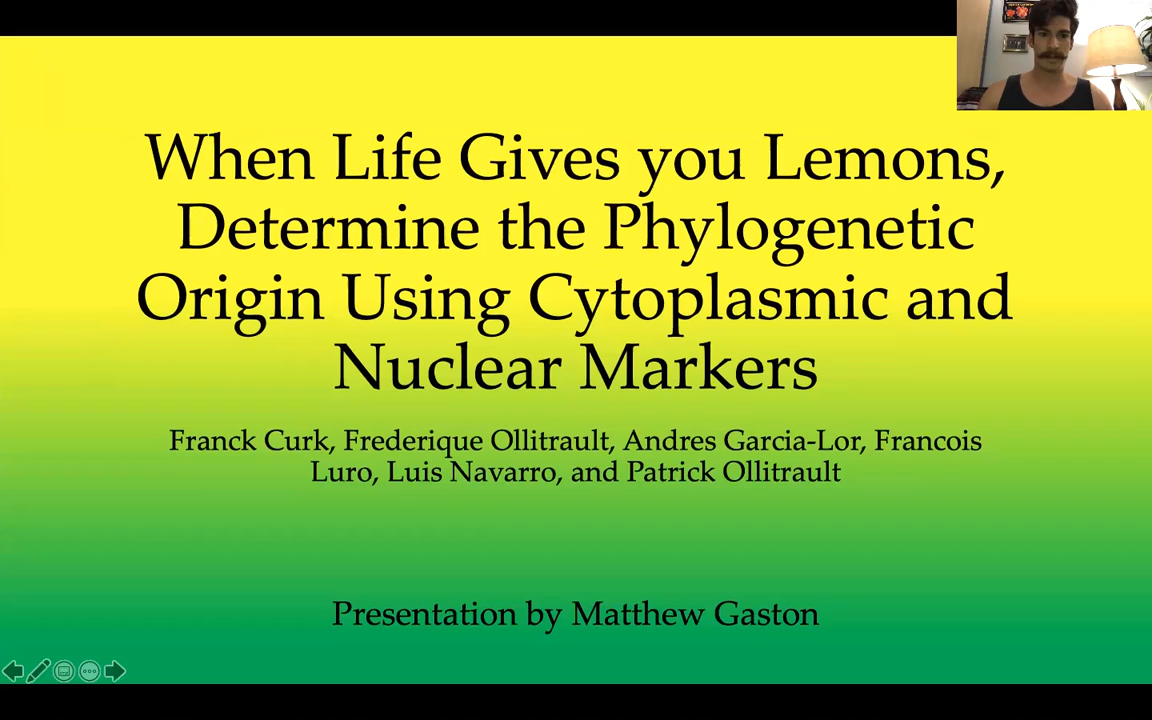 When Life Gives you Lemons,
Determine the Phylogenetic
Origin Using Cytoplasmic and
Nuclear Markers
Franck Curk, Frederique Ollitrault, Andres Garcia-Lor, Francois
Luro, Luis Navarro, and Patrick Ollitrault
Presentation by Matthew Gaston